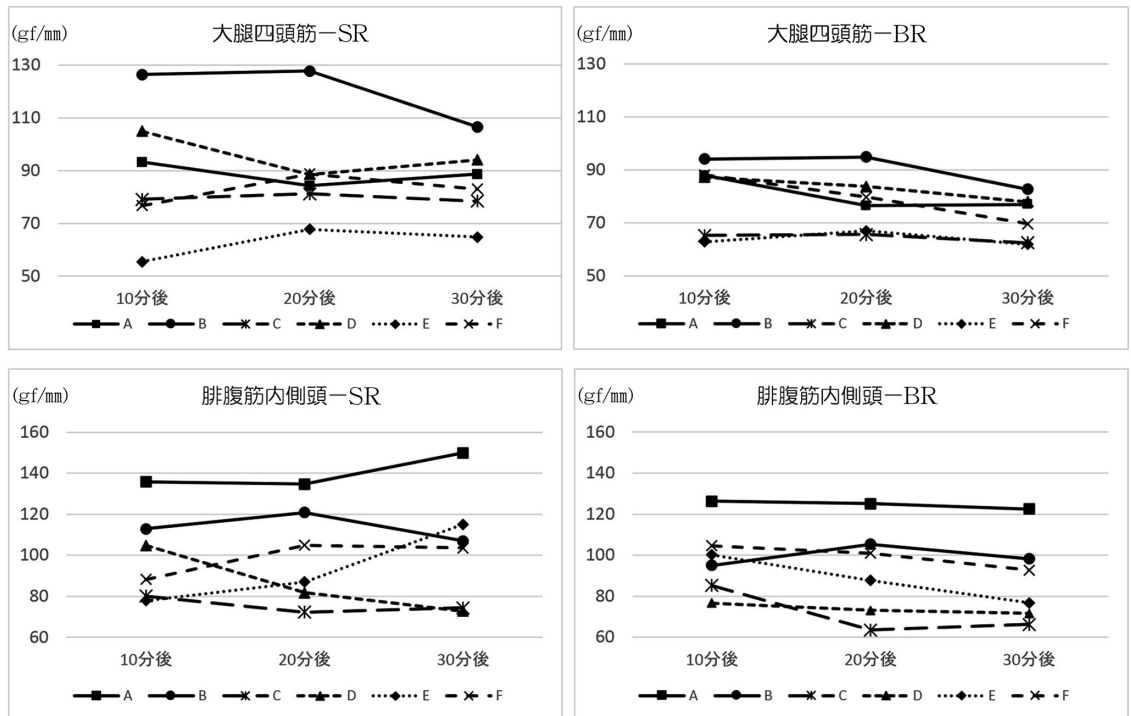 (gf/㎜)
大腿四頭筋－SR
130
110
90
70
50
10分後 20分後 30分後
A B C D E F
(gf/㎜)
大腿四頭筋－BR
130
110
90
70
50
10分後 20分後 30分後
A B C D E F
(gf/㎜)
腓腹筋内側頭－SR
160
140
120
100
80
60
10分後 20分後 30分後
A B C D E F
(gf/㎜)
腓腹筋内側頭－BR
160
140
120
100
80
60
10分後 20分後 30分後
A B C D E F